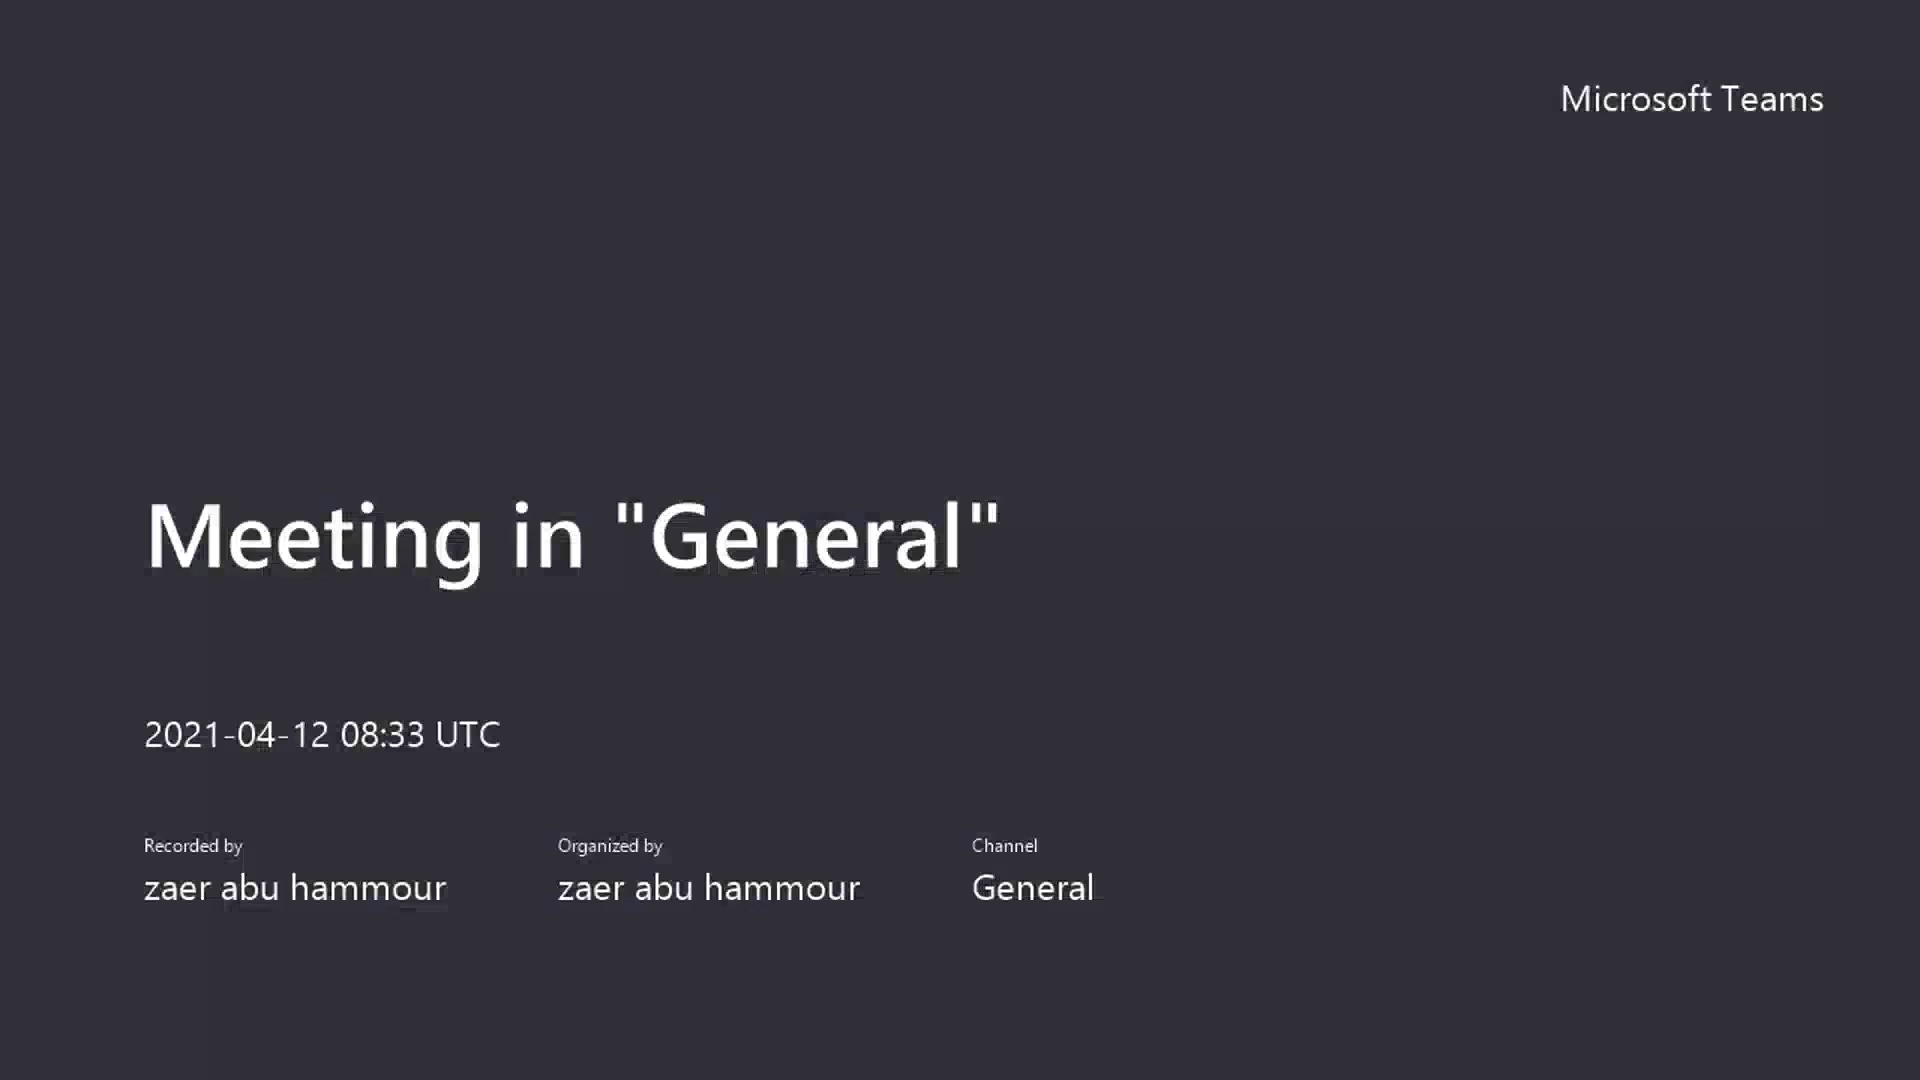 Microsoft Teams
Meeting in "General"
2021-04-12 08:33 UTC
Recorded by
zaer abu hammour
Organized by
zaer abu hammour
Channel
General